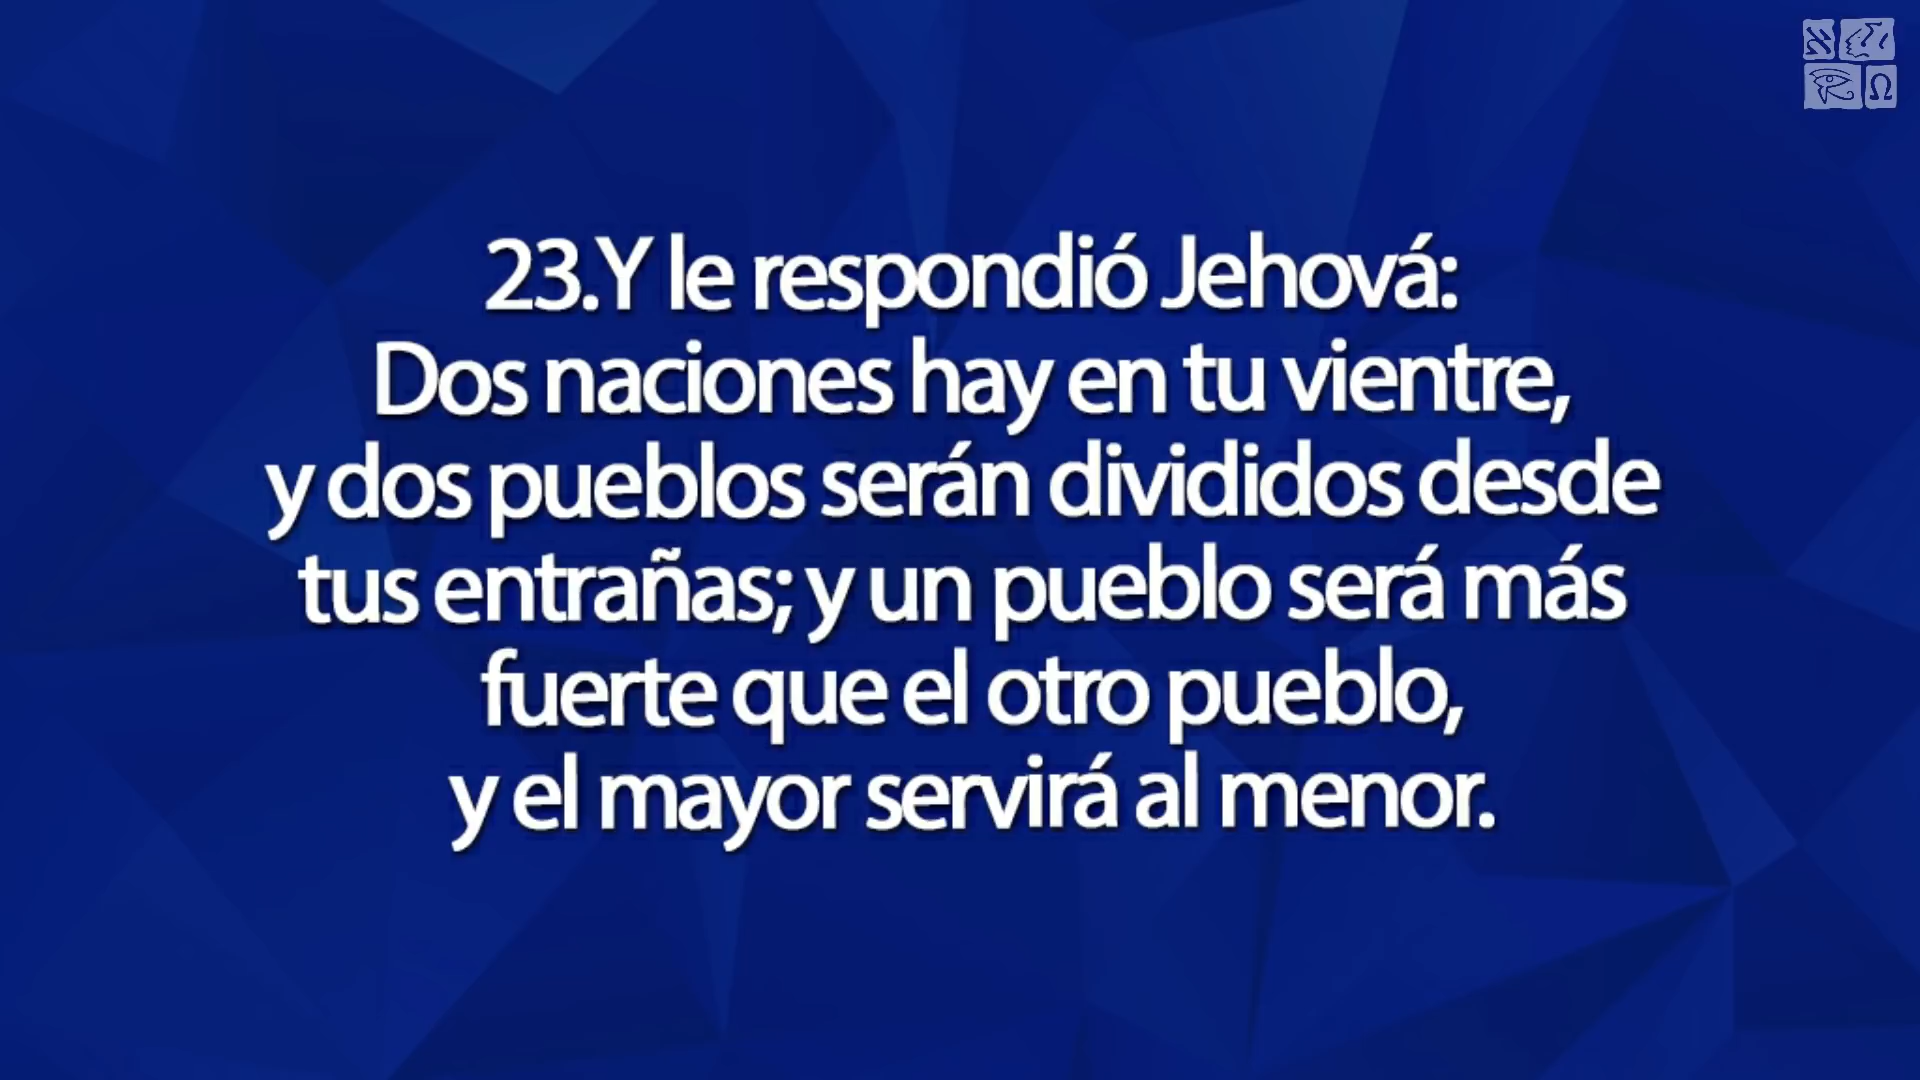 23.Y le respondió Jehová:
Dos naciones hay en tu vientre,
y dos pueblos serán divididos desde
tus entrañas; y un pueblo será más
fuerte que el otro pueblo,
y el mayor servirá al menor.